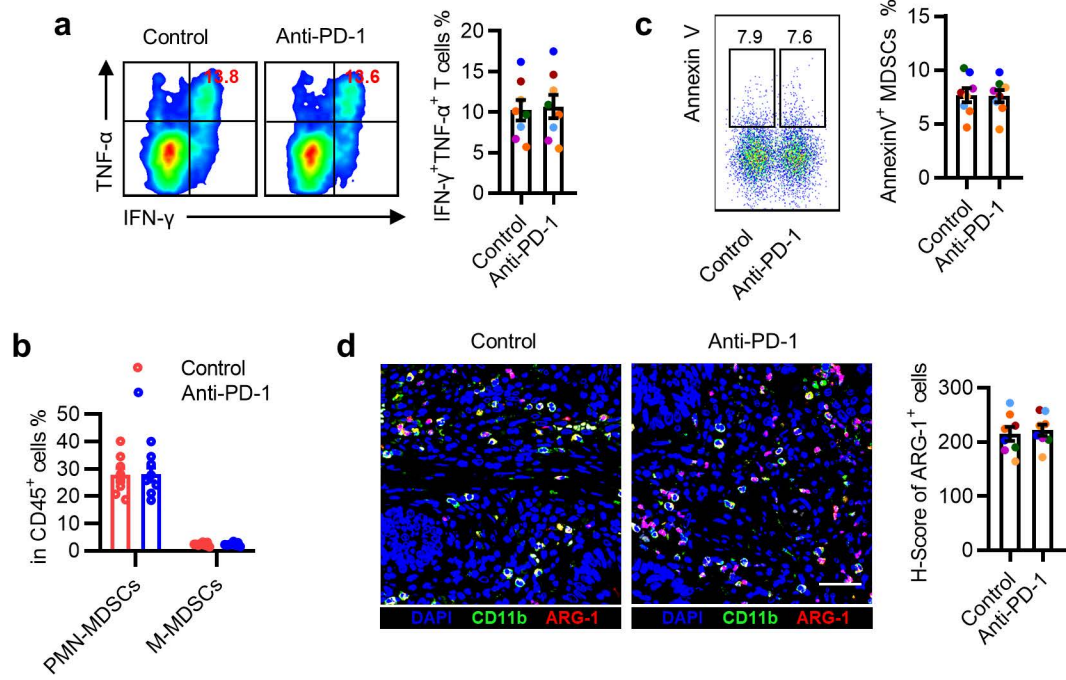 a
Control
Anti-PD-1
13.8
13.6
TNF-α
IFN-γ
IFN-γ+TNF-α+ T cells %
20
15
10
5
0
Control
Anti-PD-1
c
Annexin V
7.9
7.6
Control
Anti-PD-1
AnnexinV+ MDSCs %
15
10
5
0
Control
Anti-PD-1
b
Control
Anti-PD-1
in CD45+ cells %
50
40
30
20
10
0
PMN-MDSCs
M-MDSCs
d
Control
Anti-PD-1
DAPI CD11b ARG-1
DAPI CD11b ARG-1
H-Score of ARG-1+ cells
300
200
100
0
Control
Anti-PD-1